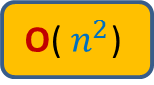 O( n² )